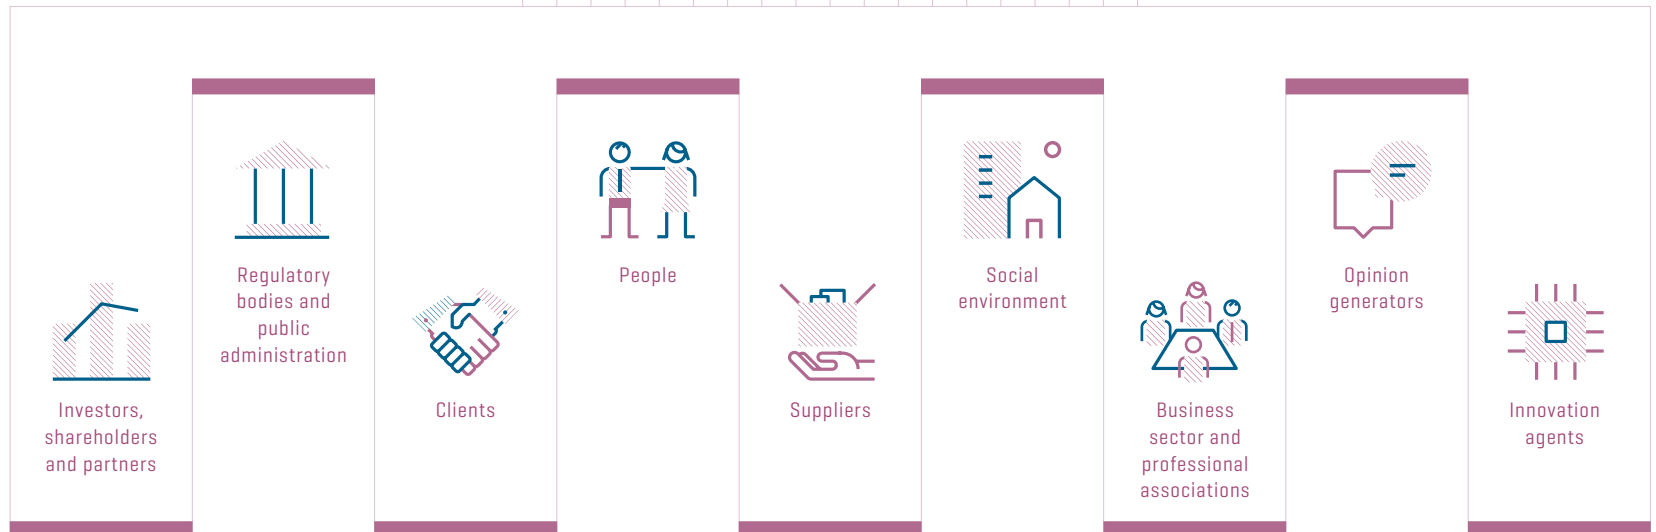 Investors,
shareholders
and partners
Regulatory
bodies and
public
administration
Clients
People
Suppliers
Social
environment
Business
sector and
professional
associations
Opinion
generators
Innovation
agents